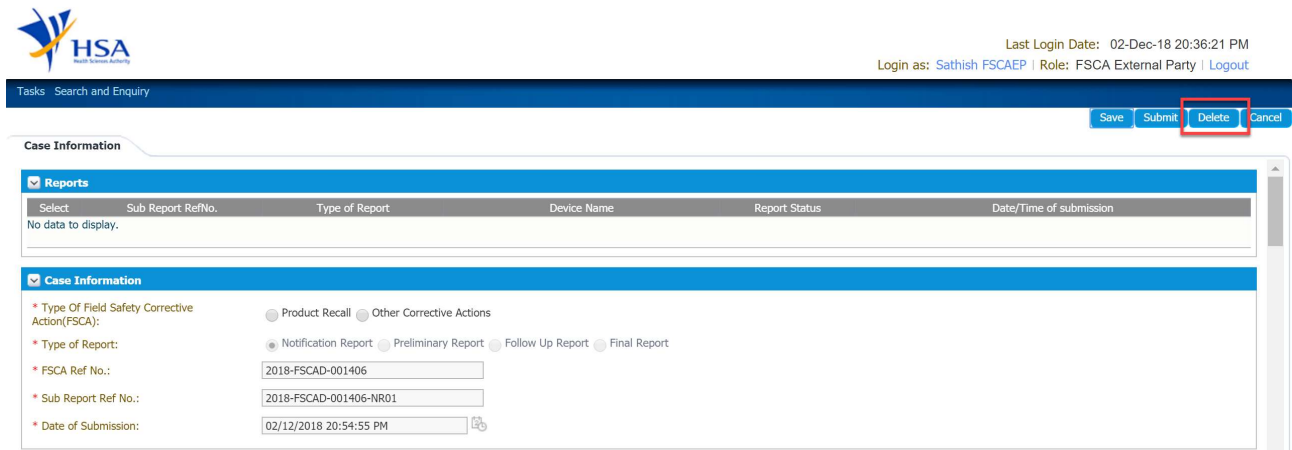 HSA
Health Sciences Authority
Last Login Date: 02-Dec-18 20:36:21 PM
Login as: Sathish FSCAEP | Role: FSCA External Party | Logout
Tasks Search and Enquiry
Save Submit Delete Cancel
Case Information
Reports
Select Sub Report RefNo. Type of Report Device Name Report Status Date/Time of submission
No data to display.
Case Information
* Type Of Field Safety Corrective
Action(FSCA):
Product Recall Other Corrective Actions
* Type of Report: Notification Report Preliminary Report Follow Up Report Final Report
* FSCA Ref No.: 2018-FSCAD-001406
* Sub Report Ref No.: 2018-FSCAD-001406-NR01
* Date of Submission: 02/12/2018 20:54:55 PM